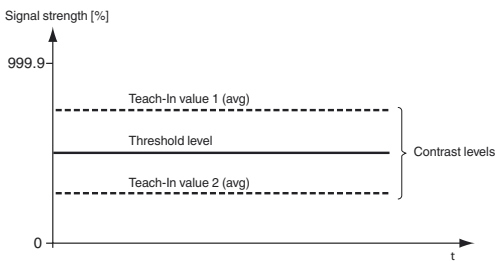 Signal strength [%]
999.9
Teach-In value 1 (avg)
Threshold level
Contrast levels
Teach-In value 2 (avg)
0
t